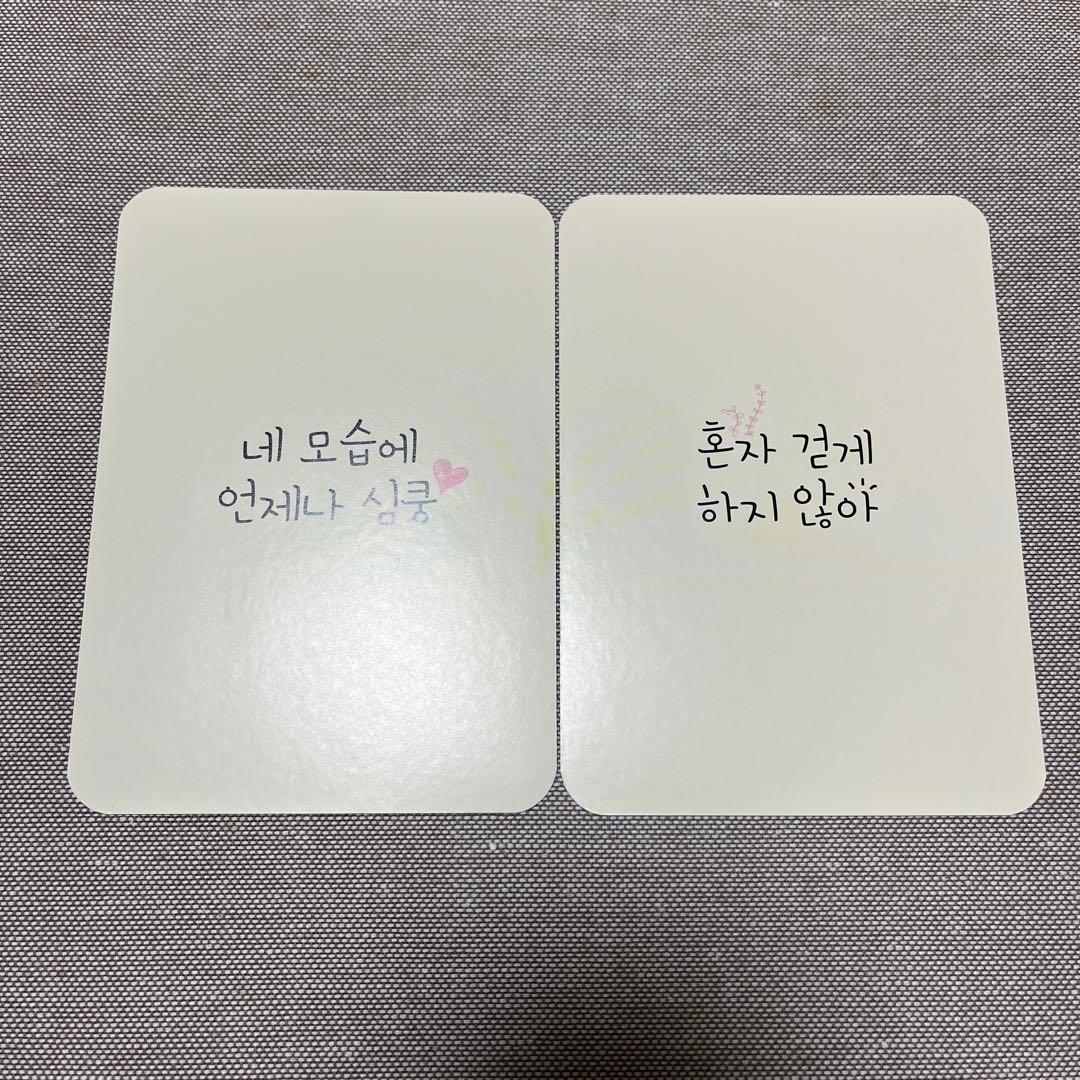 네 모습에
언제나 심쿵
혼자 걷게
하지 않아